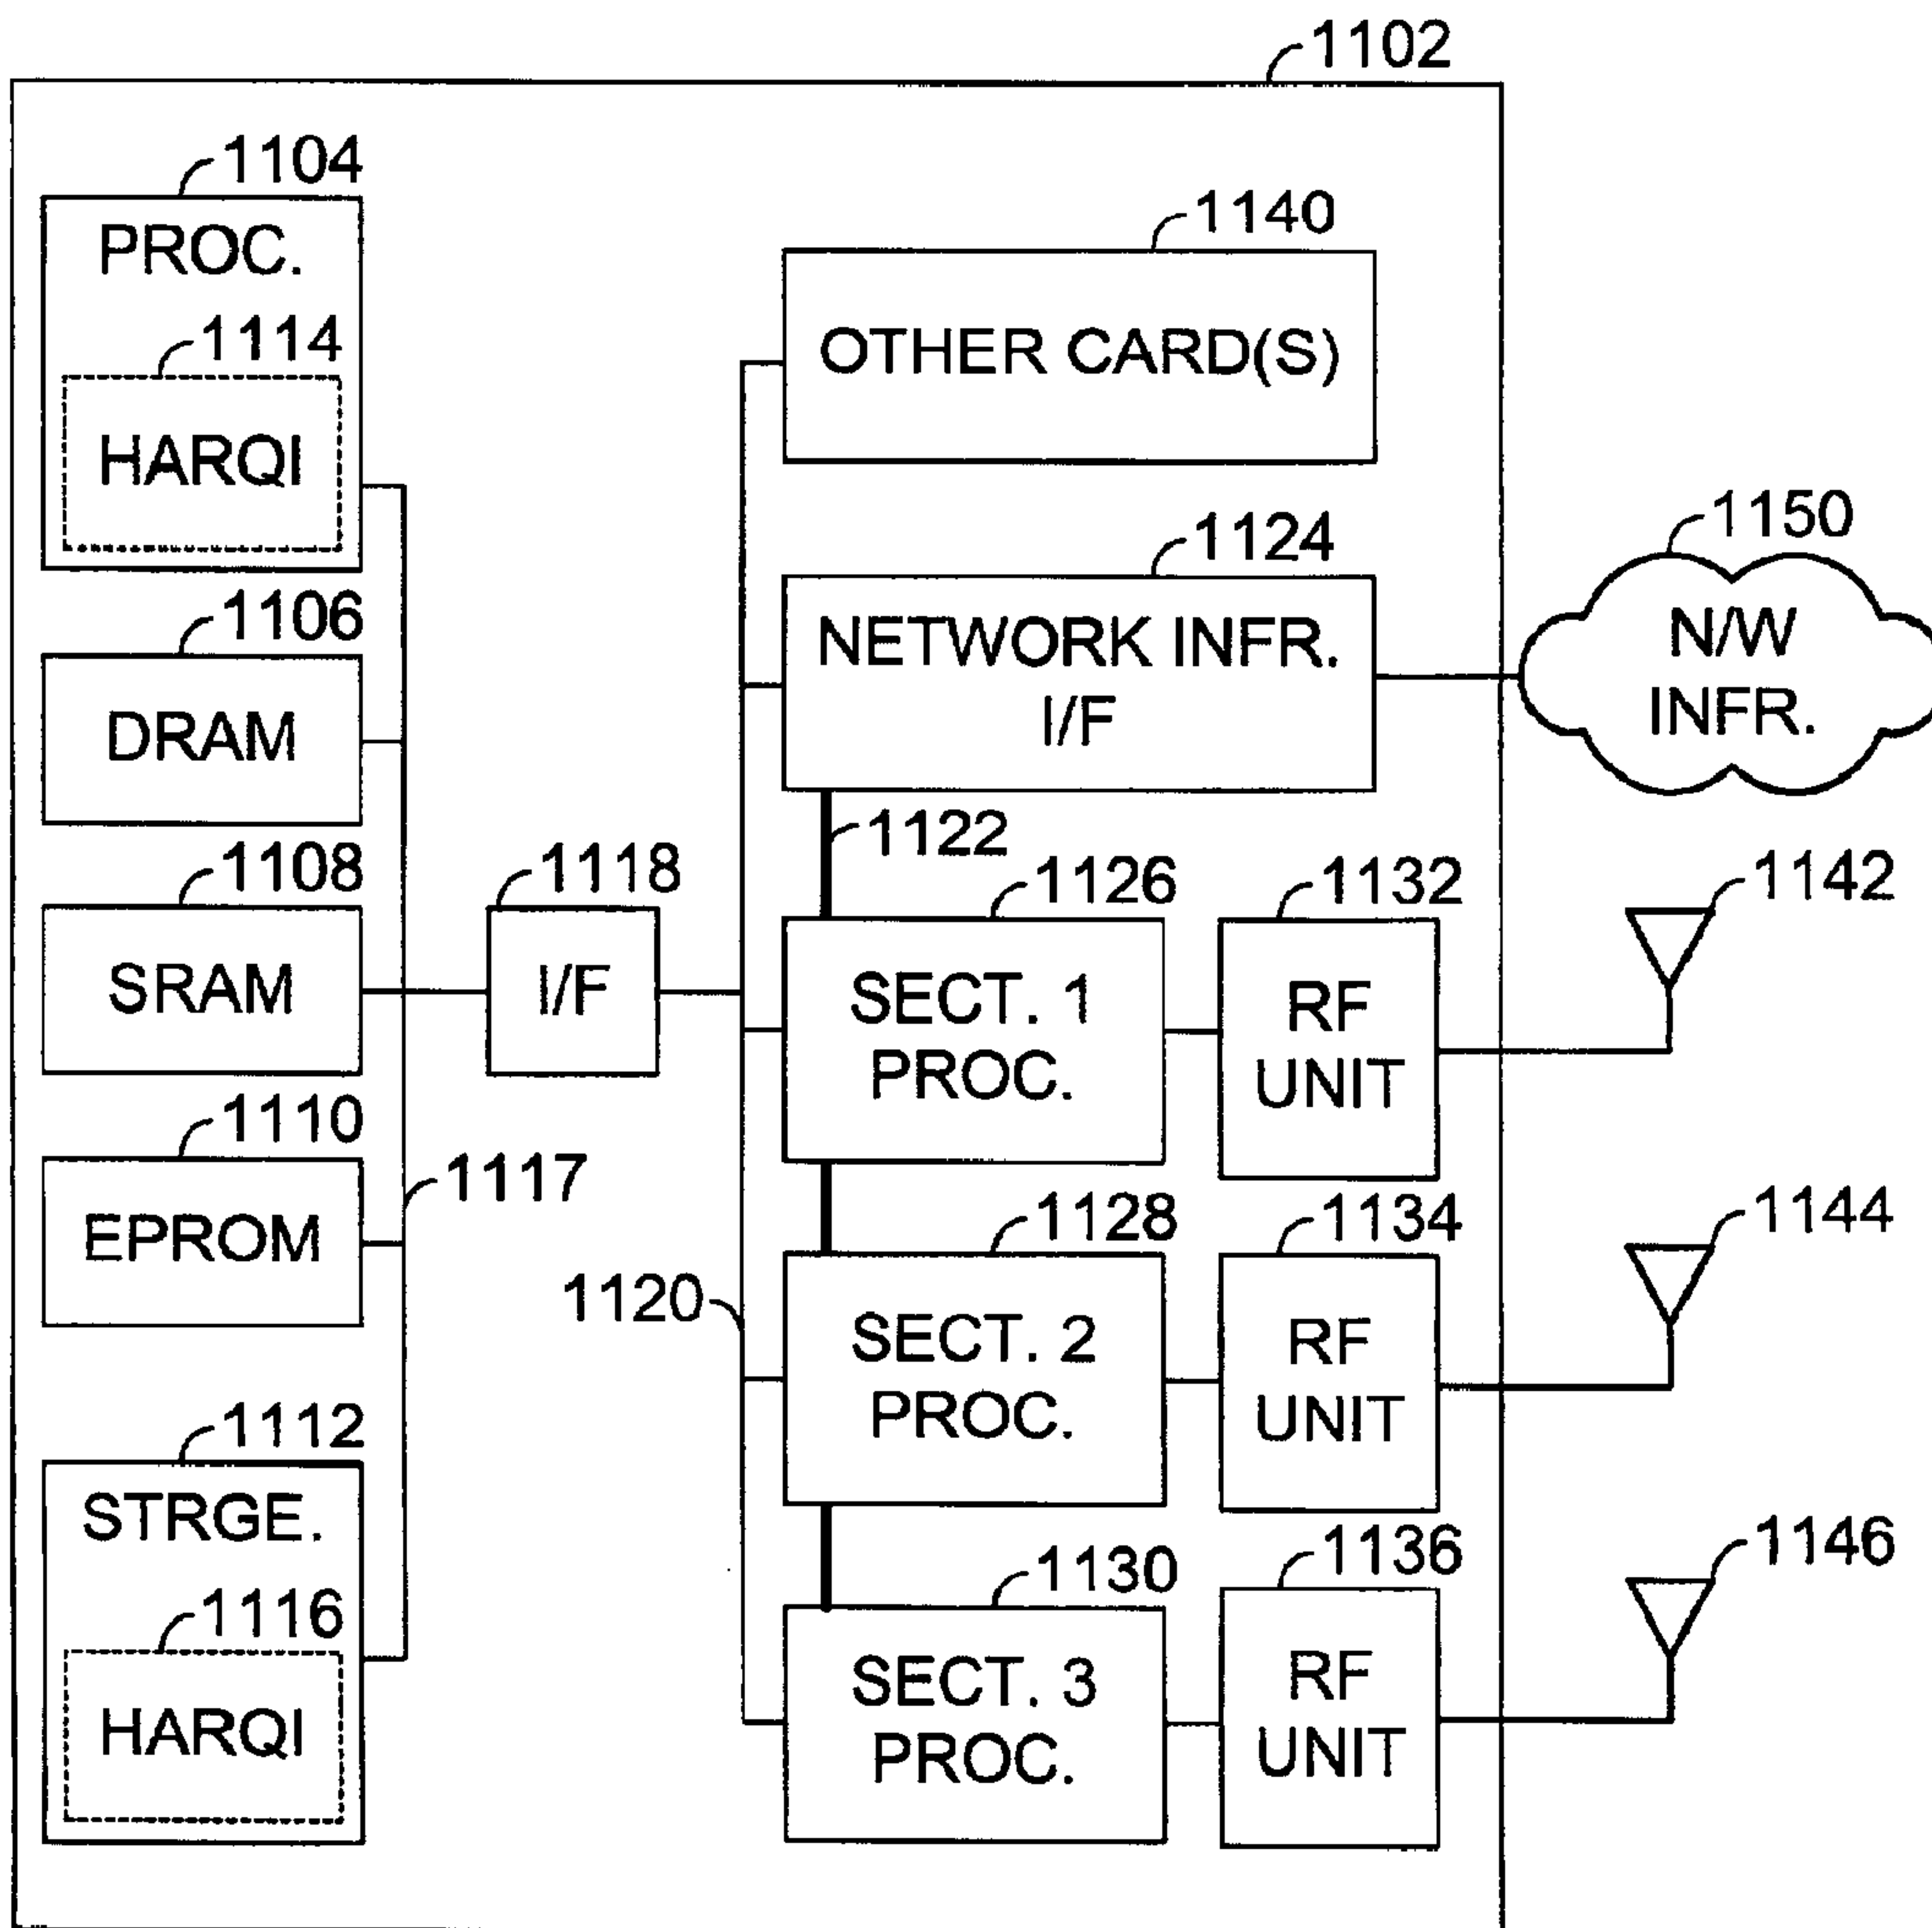 1102
1104
PROC.
1114
HARQI
1106
DRAM
1108
SRAM
1110
EPROM
1112
STRGE.
1116
HARQI
1117
1118
I/F
1120
1140
OTHER CARD(S)
1124
NETWORK INFR.
I/F
1122
1126
SECT. 1
PROC.
1128
SECT. 2
PROC.
1130
SECT. 3
PROC.
1132
RF
UNIT
1134
RF
UNIT
1136
RF
UNIT
1150
N/W
INFR.
1142
1144
1146